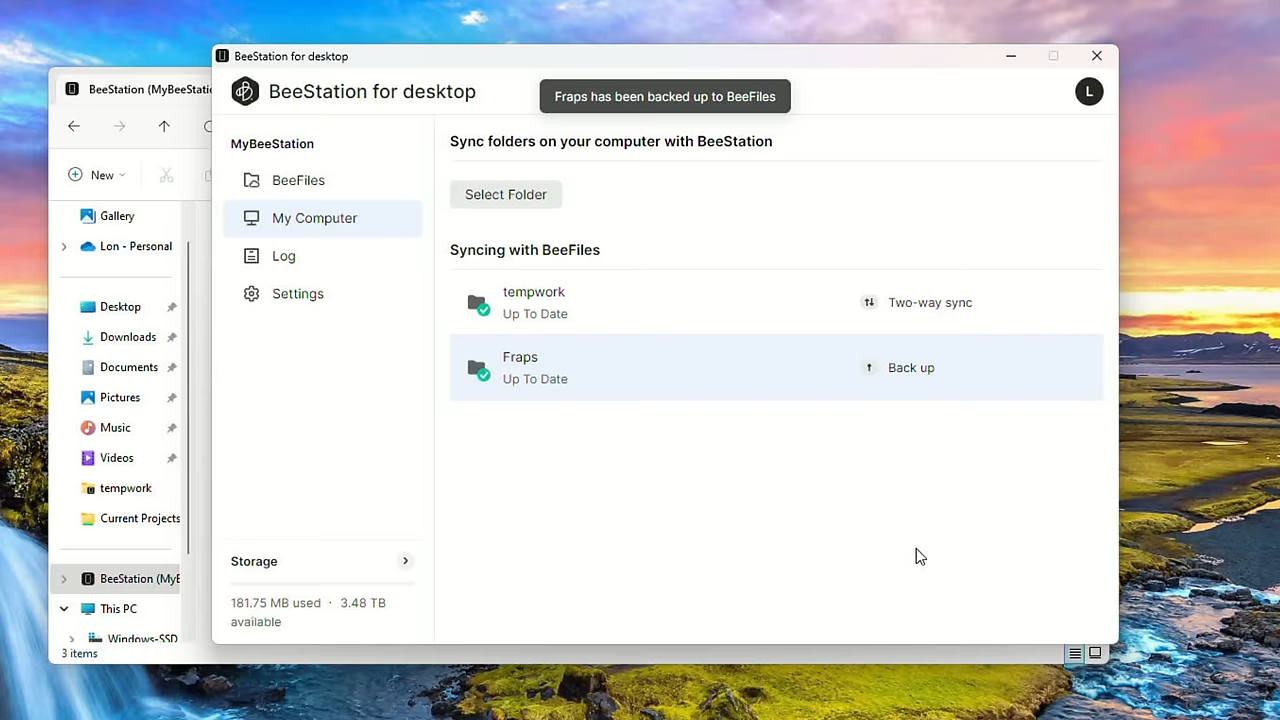 BeeStation for desktop
BeeStation (MyBeeStatio
BeeStation for desktop
Fraps has been backed up to BeeFiles
L
New
Gallery
Lon - Personal
Desktop
Downloads
Documents
Pictures
Music
Videos
tempwork
Current Projects
BeeStation (MyB
This PC
Windows-SSD
3 items
MyBeeStation
BeeFiles
My Computer
Log
Settings
Storage
181.75 MB used · 3.48 TB
available
Sync folders on your computer with BeeStation
Select Folder
Syncing with BeeFiles
tempwork
Up To Date
Two-way sync
Fraps
Up To Date
Back up